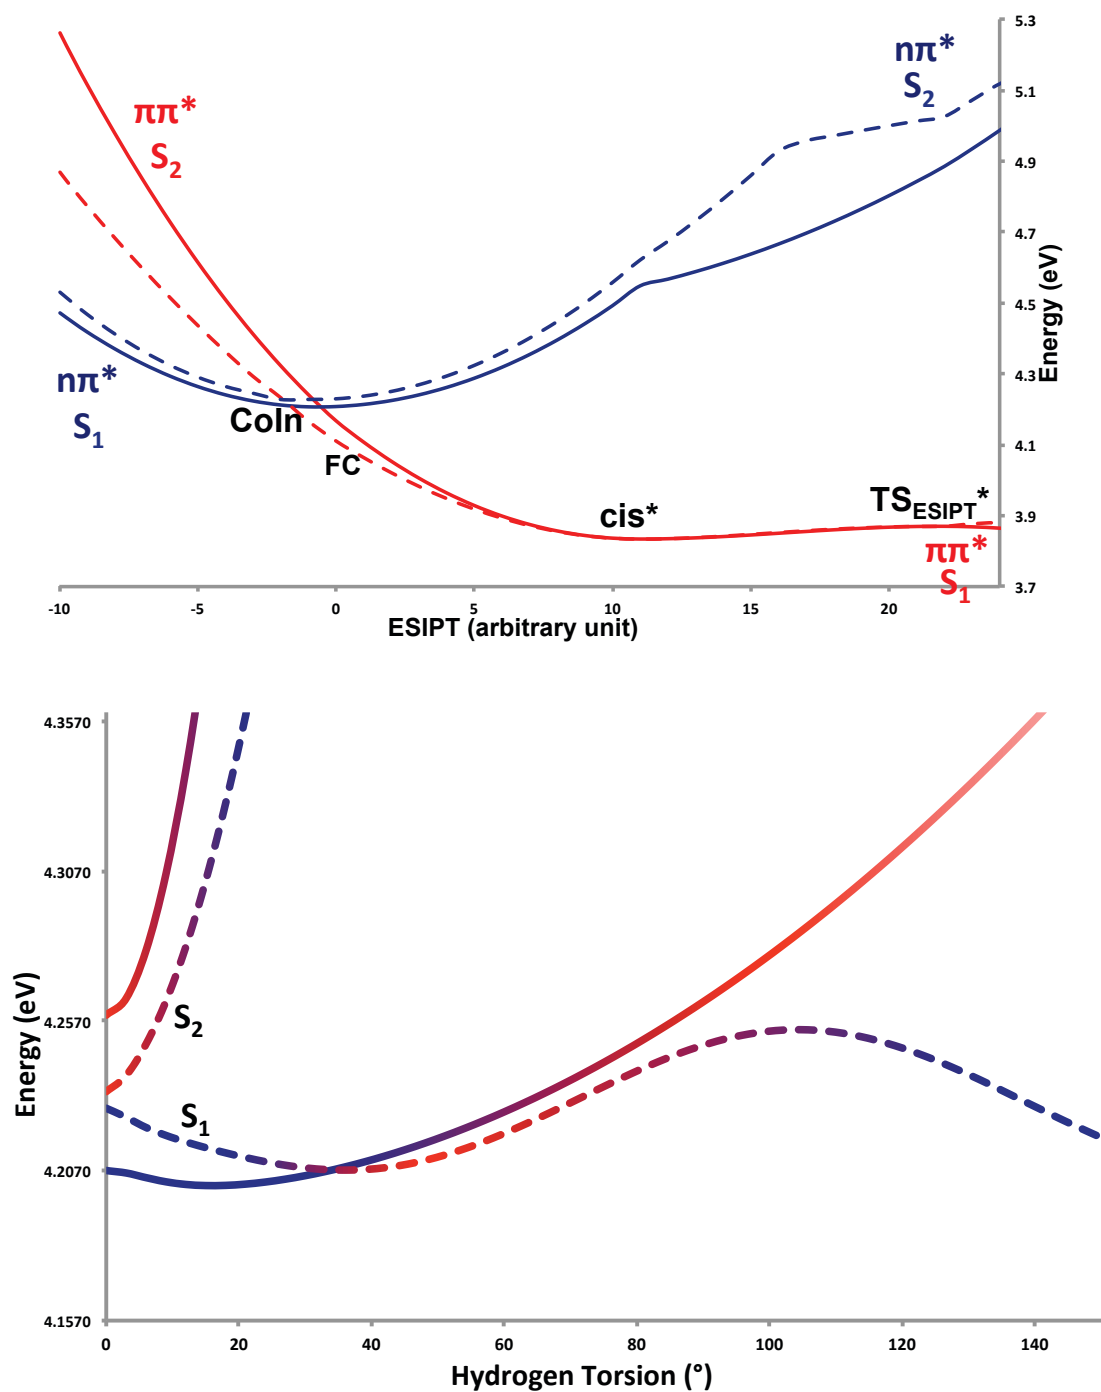 5.3
nπ*
S2
5.1
ππ*
S2
4.9
4.7
4.5
Energy (eV)
4.3
nπ*
S1
CoIn
FC
4.1
cis*
TSESIPT*
3.9
ππ*
S1
3.7
-10 -5 0 5 10 15 20
ESIPT (arbitrary unit)
4.3570
4.3070
4.2570
S2
Energy (eV)
S1
4.2070
4.1570
0 20 40 60 80 100 120 140
Hydrogen Torsion (°)